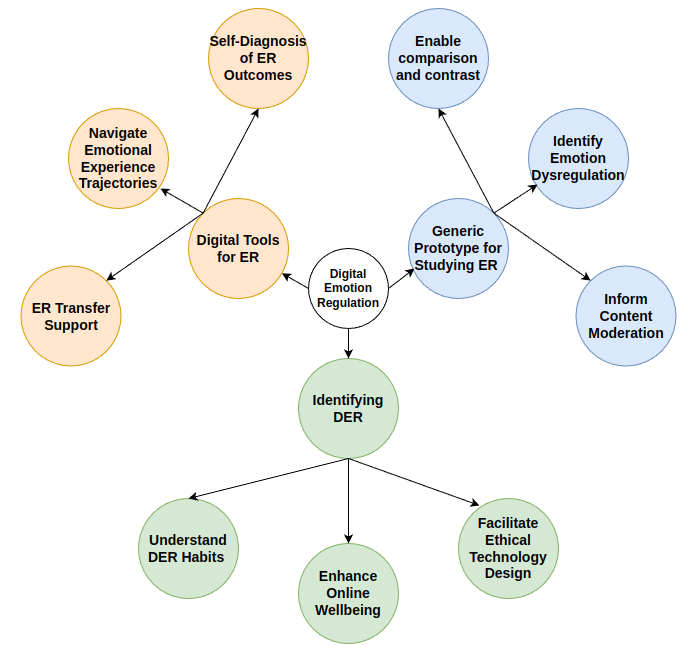 Self-Diagnosis
of ER
Outcomes
Enable
comparison
and contrast
Navigate
Emotional
Experience
Trajectories
Identify
Emotion
Dysregulation
Digital Tools
for ER
Generic
Prototype for
Studying ER
Digital
Emotion
Regulation
ER Transfer
Support
Inform
Content
Moderation
Identifying
DER
Understand
DER Habits
Enhance
Online
Wellbeing
Facilitate
Ethical
Technology
Design